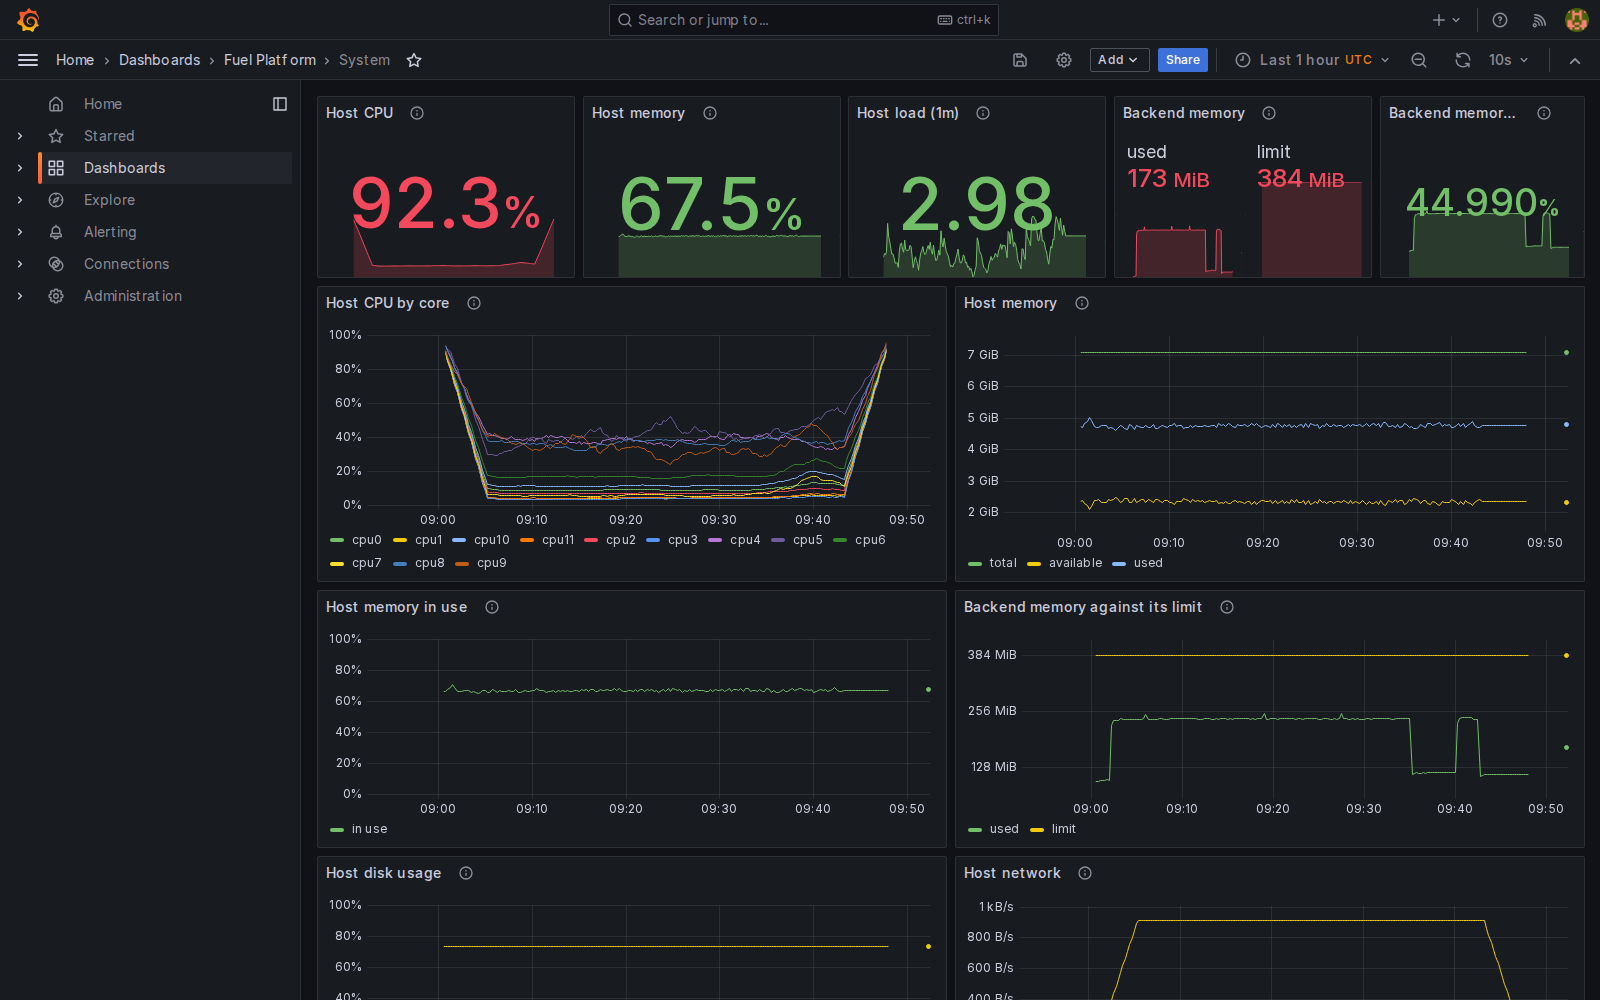 Search or jump to... ctrl+k
Home › Dashboards › Fuel Platform › System Add Share Last 1 hour UTC 10s
Home
Starred
Dashboards
Explore
Alerting
Connections
Administration
Host CPU
92.3%
Host memory
67.5%
Host load (1m)
2.98
Backend memory
used limit
173 MiB 384 MiB
Backend memor...
44.990%
Host CPU by core
100%
80%
60%
40%
20%
0%
09:00 09:10 09:20 09:30 09:40 09:50
cpu0 cpu1 cpu10 cpu11 cpu2 cpu3 cpu4 cpu5 cpu6
cpu7 cpu8 cpu9
Host memory
7 GiB
6 GiB
5 GiB
4 GiB
3 GiB
2 GiB
09:00 09:10 09:20 09:30 09:40 09:50
total available used
Host memory in use
100%
80%
60%
40%
20%
0%
09:00 09:10 09:20 09:30 09:40 09:50
in use
Backend memory against its limit
384 MiB
256 MiB
128 MiB
09:00 09:10 09:20 09:30 09:40 09:50
used limit
Host disk usage
100%
80%
60%
40%
Host network
1 kB/s
800 B/s
600 B/s
400 B/s